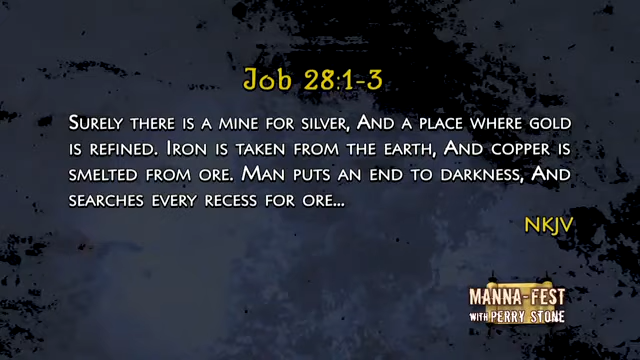 Job 28:1-3
Surely there is a mine for silver, And a place where gold
is refined. Iron is taken from the earth, And copper is
smelted from ore. Man puts an end to darkness, And
searches every recess for ore...
NKJV
MANNA-FEST
WITH PERRY STONE